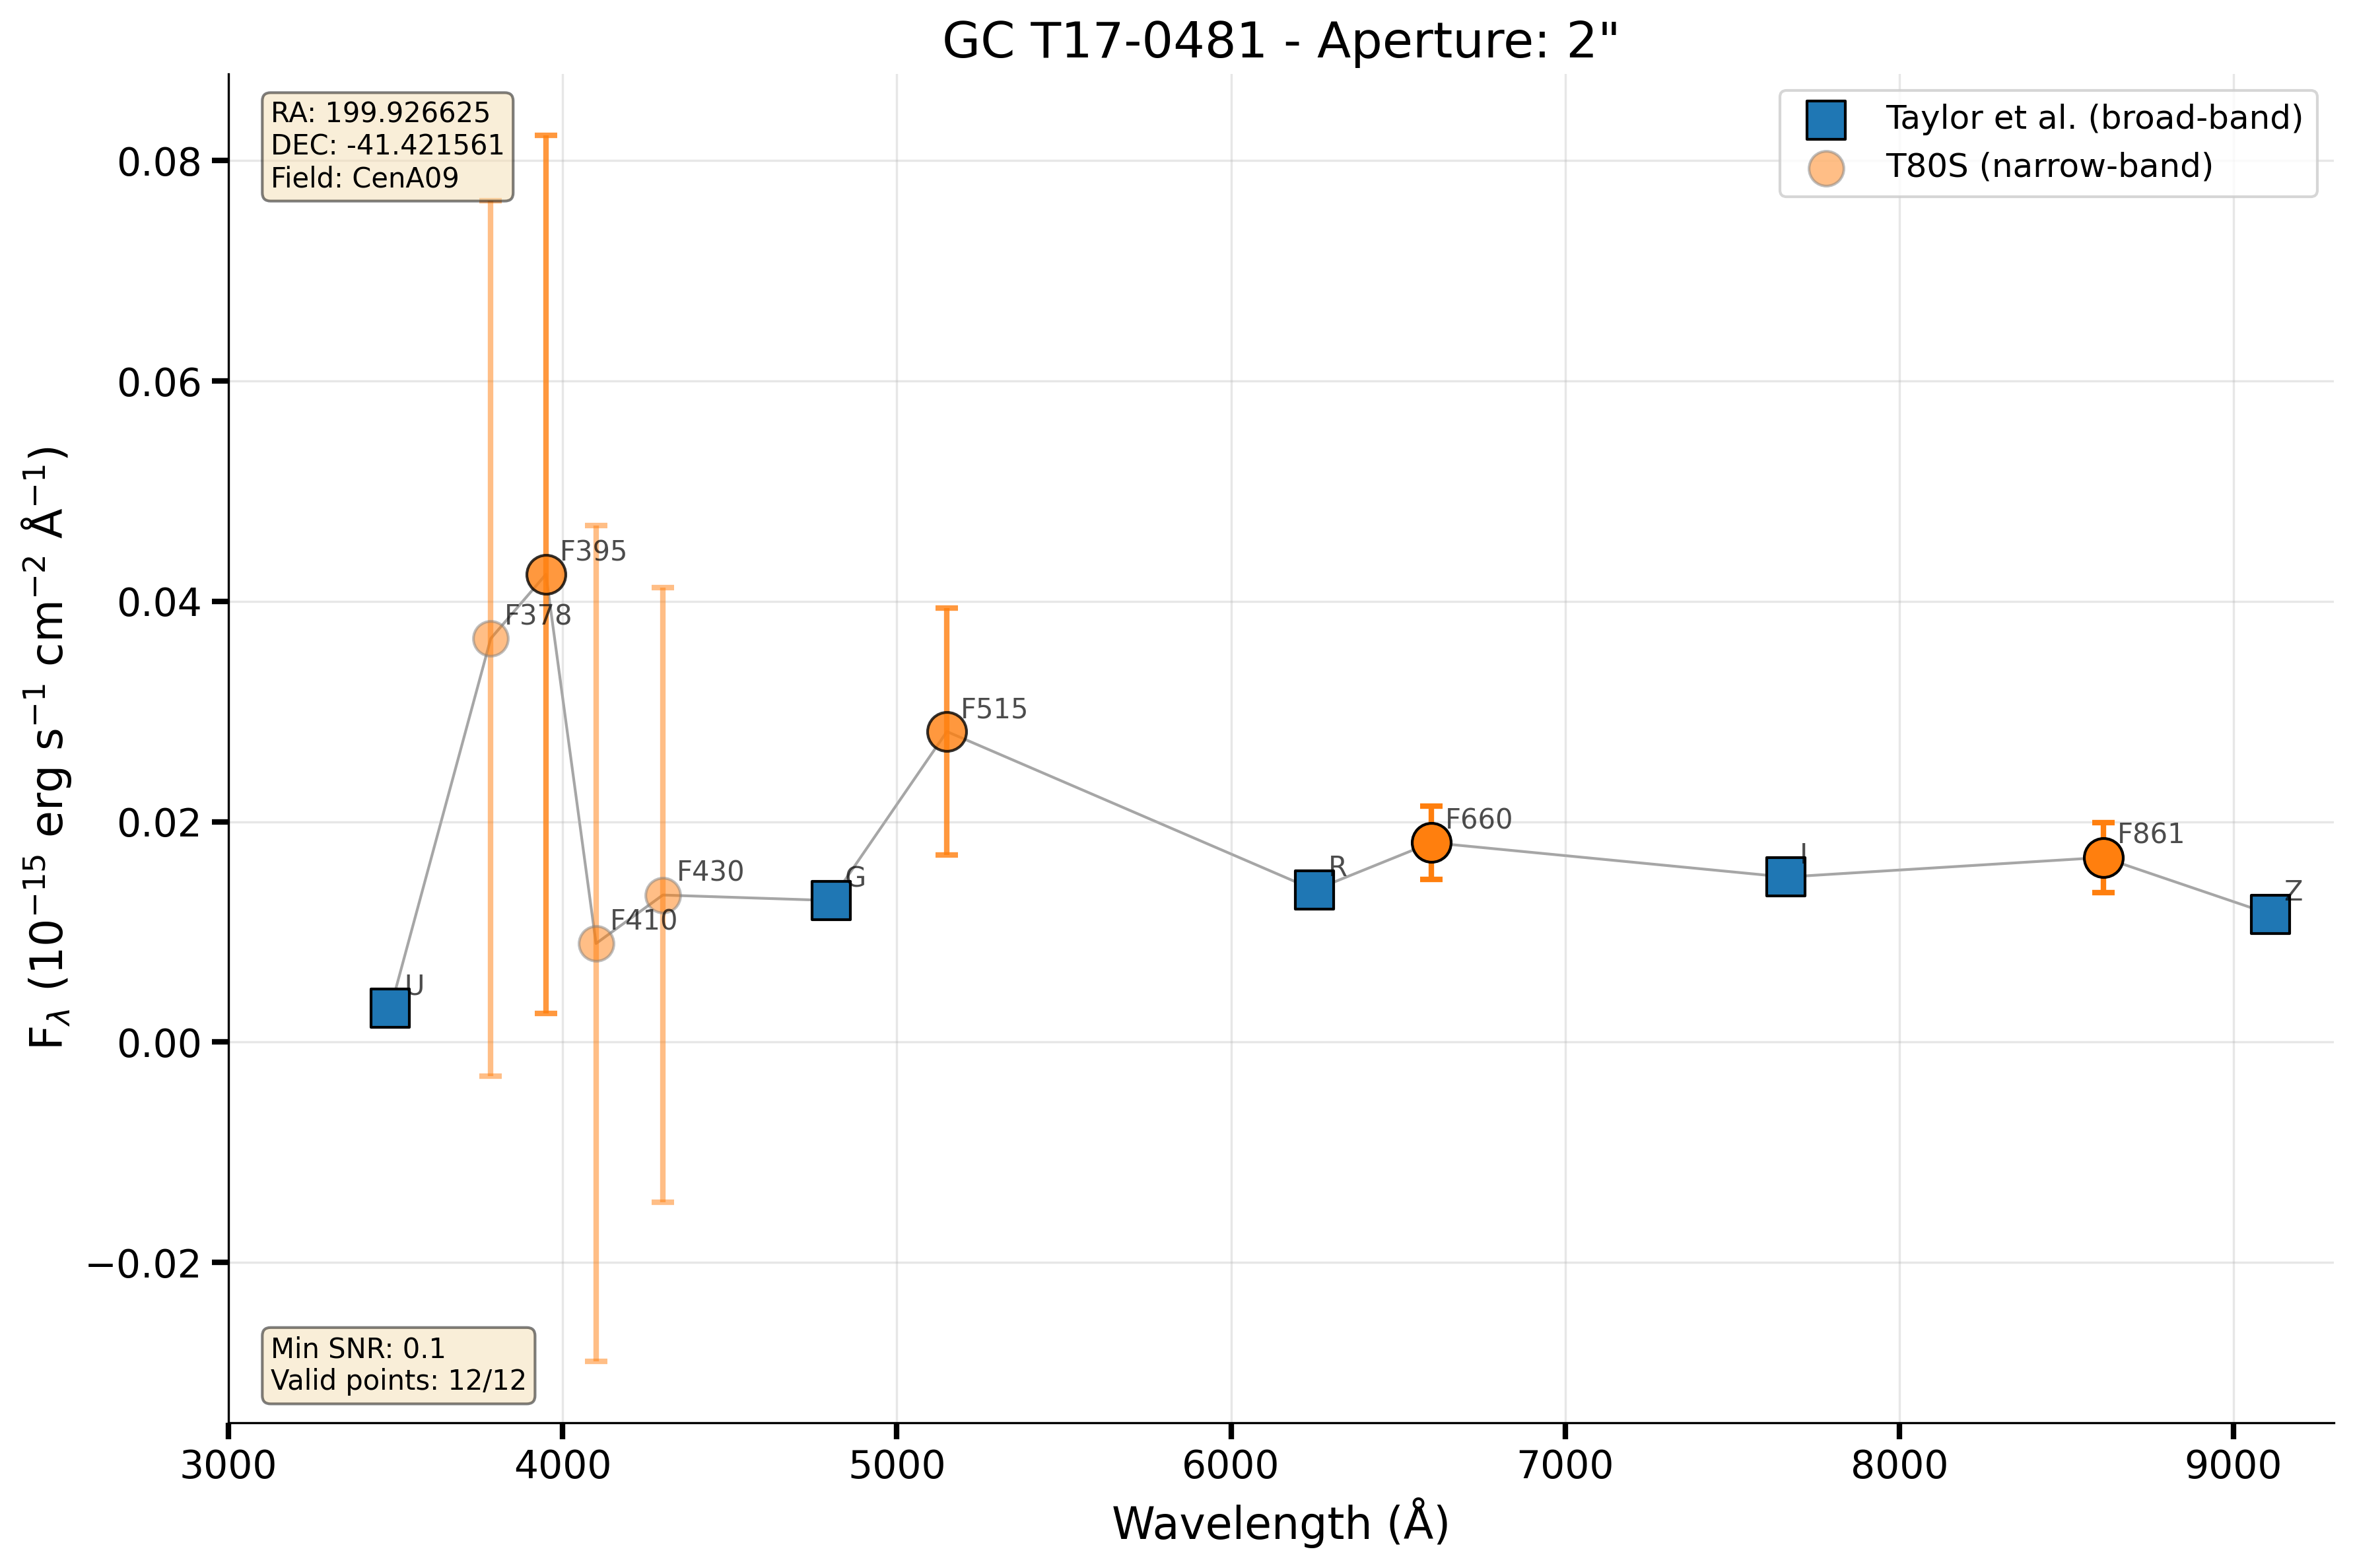 GC T17-0481 - Aperture: 2"
RA: 199.926625
DEC: -41.421561
Field: CenA09
Taylor et al. (broad-band)
T80S (narrow-band)
0.08
0.06
0.04
0.02
0.00
−0.02
F$_λ$ (10$^{−15}$ erg s$^{−1}$ cm$^{−2}$ Å$^{−1}$)
U
F378
F395
F410
F430
G
F515
R
F660
I
F861
Z
Min SNR: 0.1
Valid points: 12/12
3000
4000
5000
6000
7000
8000
9000
Wavelength (Å)